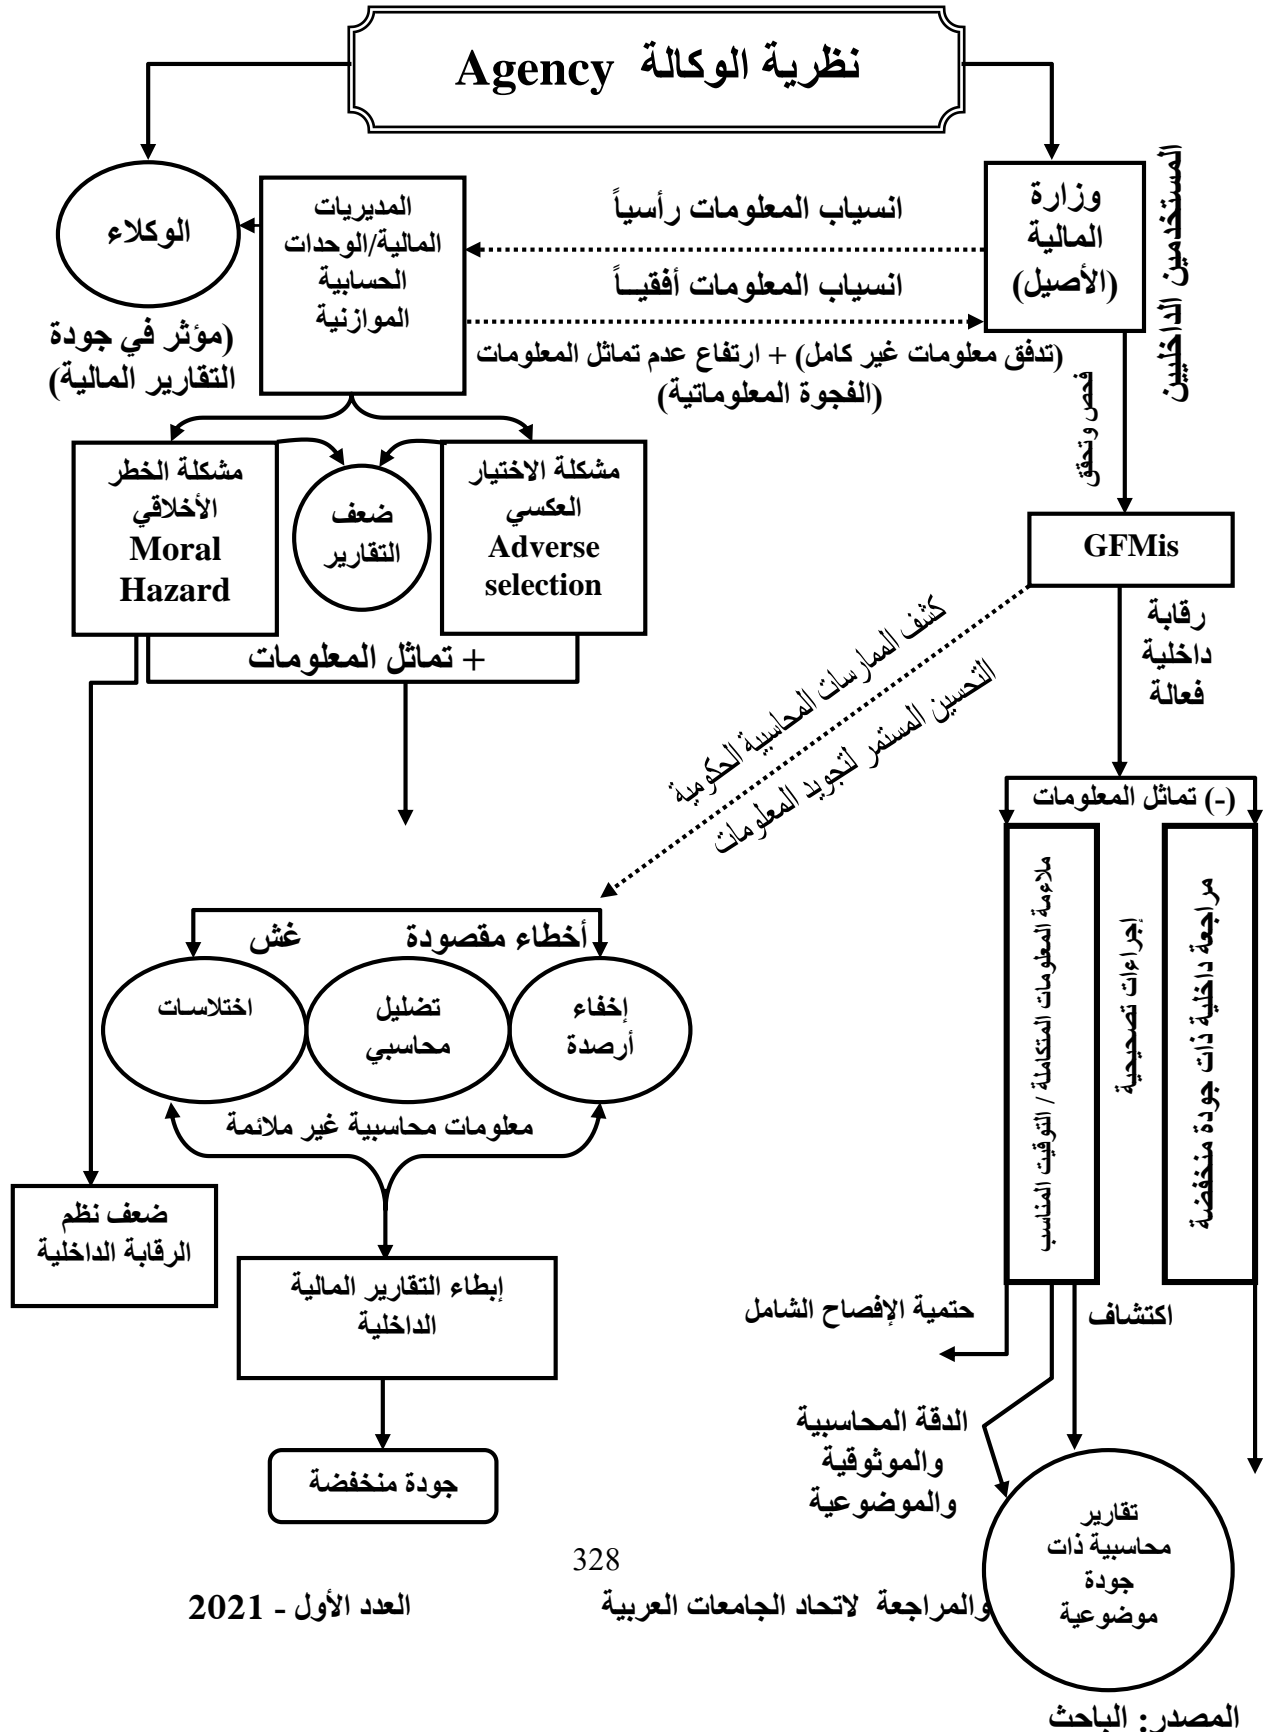 نظرية الوكالة Agency
المستخدمين الداخليين
وزارة
المالية
(الأصيل)
انسياب المعلومات رأسياً
انسياب المعلومات أفقيــاً
(تدفق معلومات غير كامل) + ارتفاع عدم تماثل المعلومات
(الفجوة المعلوماتية)
المديريات
المالية/الوحدات
الحسابية
الموازنية
الوكلاء
(مؤثر في جودة
التقارير المالية)
فحص وتحقق
مشكلة الاختيار
العكسي
Adverse
selection
ضعف
التقارير
مشكلة الخطر
الأخلاقي
Moral
Hazard
+ تماثل المعلومات
GFMis
رقابة
داخلية
فعالة
كشف الممارسات المحاسبية الحكومية
التحسين المستمر لتجويد المعلومات
(-) تماثل المعلومات
مراجعة داخلية ذات جودة منخفضة
إجراءات تصحيحية
ملاءمة المعلومات المتكاملة / التوقيت المناسب
أخطاء مقصودة
غش
إخفاء
أرصدة
تضليل
محاسبي
اختلاسات
معلومات محاسبية غير ملائمة
ضعف نظم
الرقابة الداخلية
إبطاء التقارير المالية
الداخلية
جودة منخفضة
اكتشاف
حتمية الإفصاح الشامل
الدقة المحاسبية
والموثوقية
والموضوعية
تقارير
محاسبية ذات
جودة
موضوعية
328
والمراجعة لاتحاد الجامعات العربية
العدد الأول - 2021
المصدر: الباحث